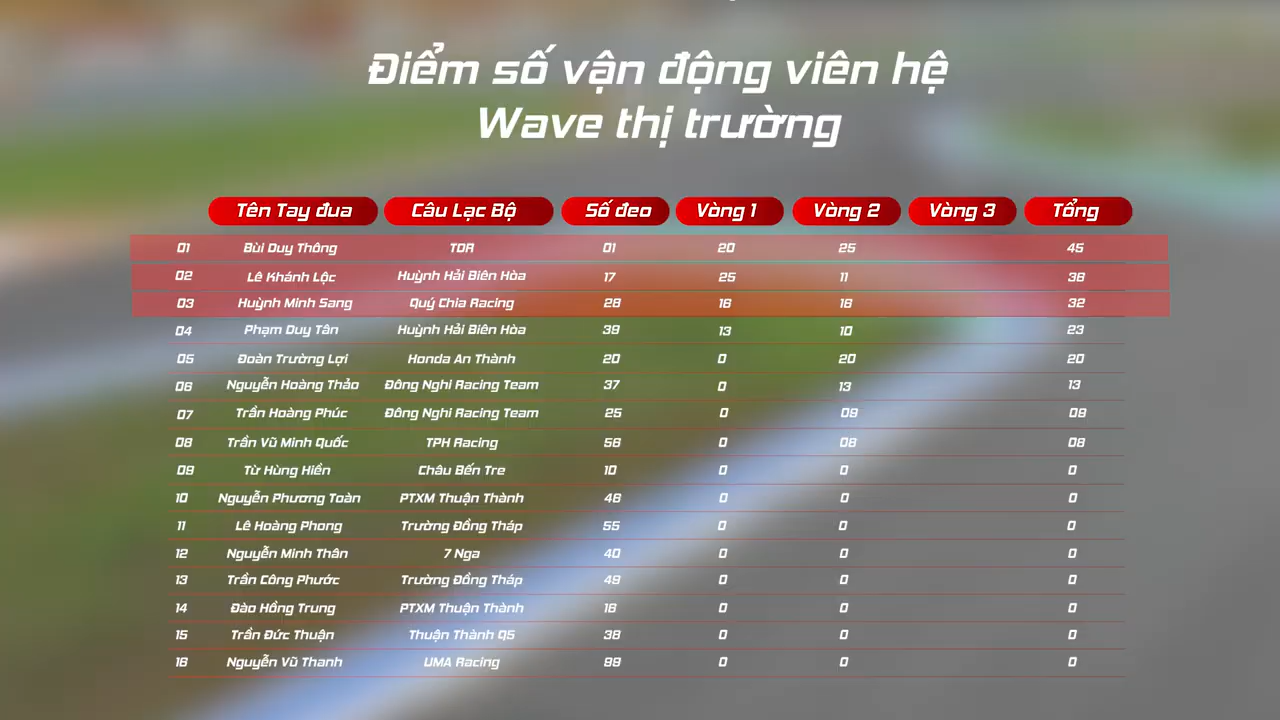 Điểm số vận động viên hệ
Wave thị trường
Tên Tay đua Câu Lạc Bộ Số đeo Vòng 1 Vòng 2 Vòng 3 Tổng
01 Bùi Duy Thông TDR 01 20 25 45
02 Lê Khánh Lộc Huỳnh Hải Biên Hòa 17 25 11 36
03 Huỳnh Minh Sang Quý Chia Racing 28 16 16 32
04 Phạm Duy Tân Huỳnh Hải Biên Hòa 39 13 10 23
05 Đoàn Trường Lợi Honda An Thành 20 0 20 20
06 Nguyễn Hoàng Thảo Đông Nghi Racing Team 37 0 13 13
07 Trần Hoàng Phúc Đông Nghi Racing Team 25 0 09 09
08 Trần Vũ Minh Quốc TPH Racing 56 0 08 08
09 Từ Hùng Hiền Châu Bến Tre 10 0 0 0
10 Nguyễn Phương Toàn PTXM Thuận Thành 46 0 0 0
11 Lê Hoàng Phong Trường Đồng Tháp 55 0 0 0
12 Nguyễn Minh Thân 7 Nga 40 0 0 0
13 Trần Công Phước Trường Đồng Tháp 49 0 0 0
14 Đào Hồng Trung PTXM Thuận Thành 16 0 0 0
15 Trần Đức Thuận Thuận Thành Q5 38 0 0 0
16 Nguyễn Vũ Thanh UMA Racing 99 0 0 0